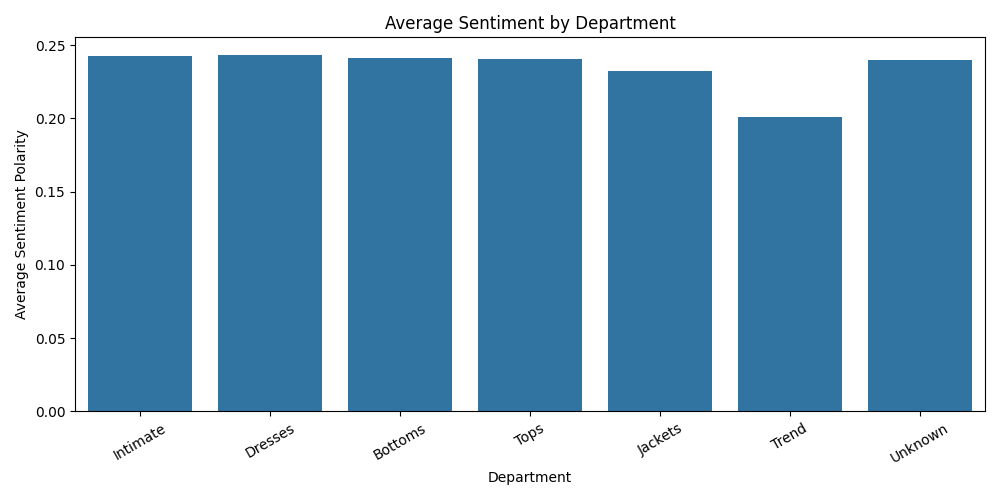 Average Sentiment by Department
Average Sentiment Polarity
0.25
0.20
0.15
0.10
0.05
0.00
Intimate
Dresses
Bottoms
Tops
Jackets
Trend
Unknown
Department